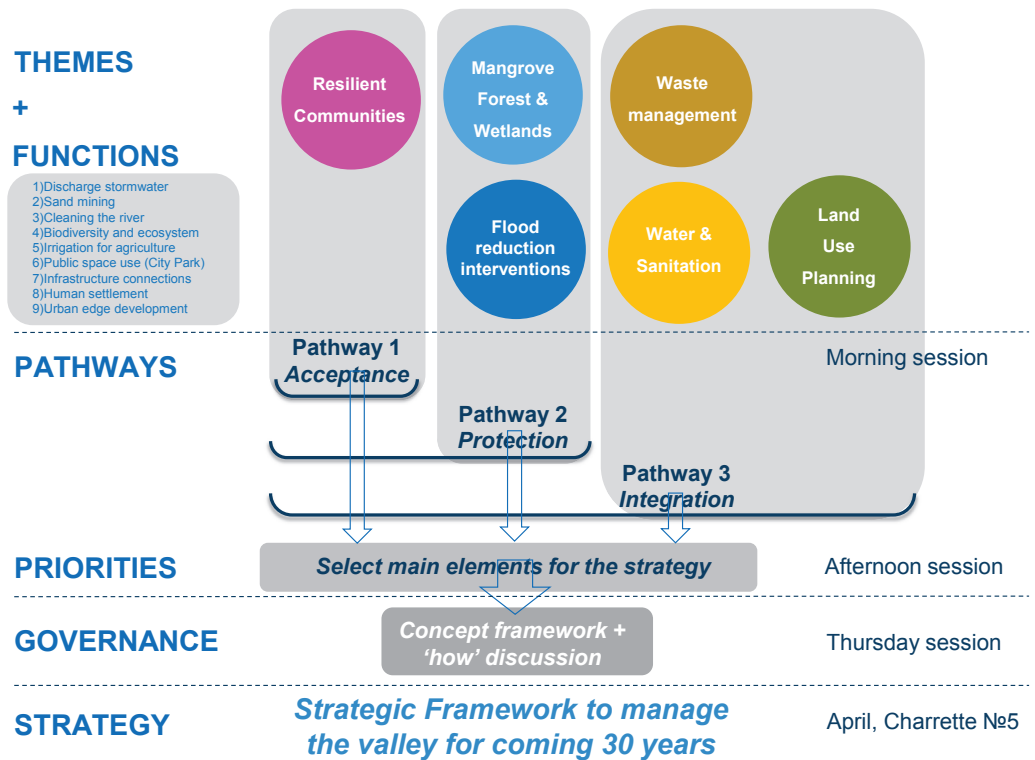 THEMES
+
FUNCTIONS
1)Discharge stormwater
2)Sand mining
3)Cleaning the river
4)Biodiversity and ecosystem
5)Irrigation for agriculture
6)Public space use (City Park)
7)Infrastructure connections
8)Human settlement
9)Urban edge development
Resilient
Communities
Mangrove
Forest &
Wetlands
Waste
management
Flood
reduction
interventions
Water &
Sanitation
Land
Use
Planning
PATHWAYS
Pathway 1
Acceptance
Pathway 2
Protection
Pathway 3
Integration
Morning session
PRIORITIES
Select main elements for the strategy
Afternoon session
GOVERNANCE
Concept framework +
‘how’ discussion
Thursday session
STRATEGY
Strategic Framework to manage
the valley for coming 30 years
April, Charrette №5